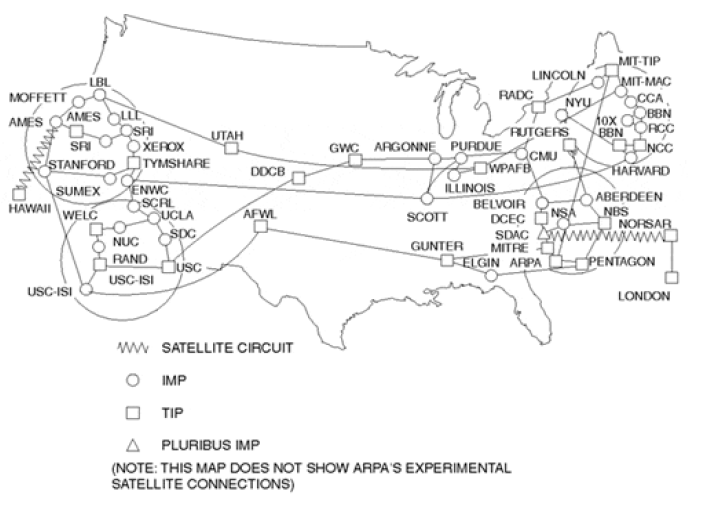 MIT-TIP
LINCOLN
MIT-MAC
LBL
RADC
NYU
CCA
MOFFETT
BBN
AMES
AMES
LLL
10X
SRI
RUTGERS
BBN
RCC
UTAH
SRI
XEROX
GWC
ARGONNE
PURDUE
NCC
CMU
STANFORD
TYMSHARE
WPAFB
HARVARD
DDCB
ILLINOIS
SUMEX
ENWC
HAWAII
SCRL
SCOTT
BELVOIR
ABERDEEN
WELC
UCLA
AFWL
DCEC
NSA
NBS
NORSAR
NUC
SDC
SDAC
GUNTER
MITRE
RAND
USC
ELGIN
ARPA
PENTAGON
USC-ISI
USC-ISI
LONDON
SATELLITE CIRCUIT
IMP
TIP
PLURIBUS IMP
(NOTE: THIS MAP DOES NOT SHOW ARPA'S EXPERIMENTAL
SATELLITE CONNECTIONS)